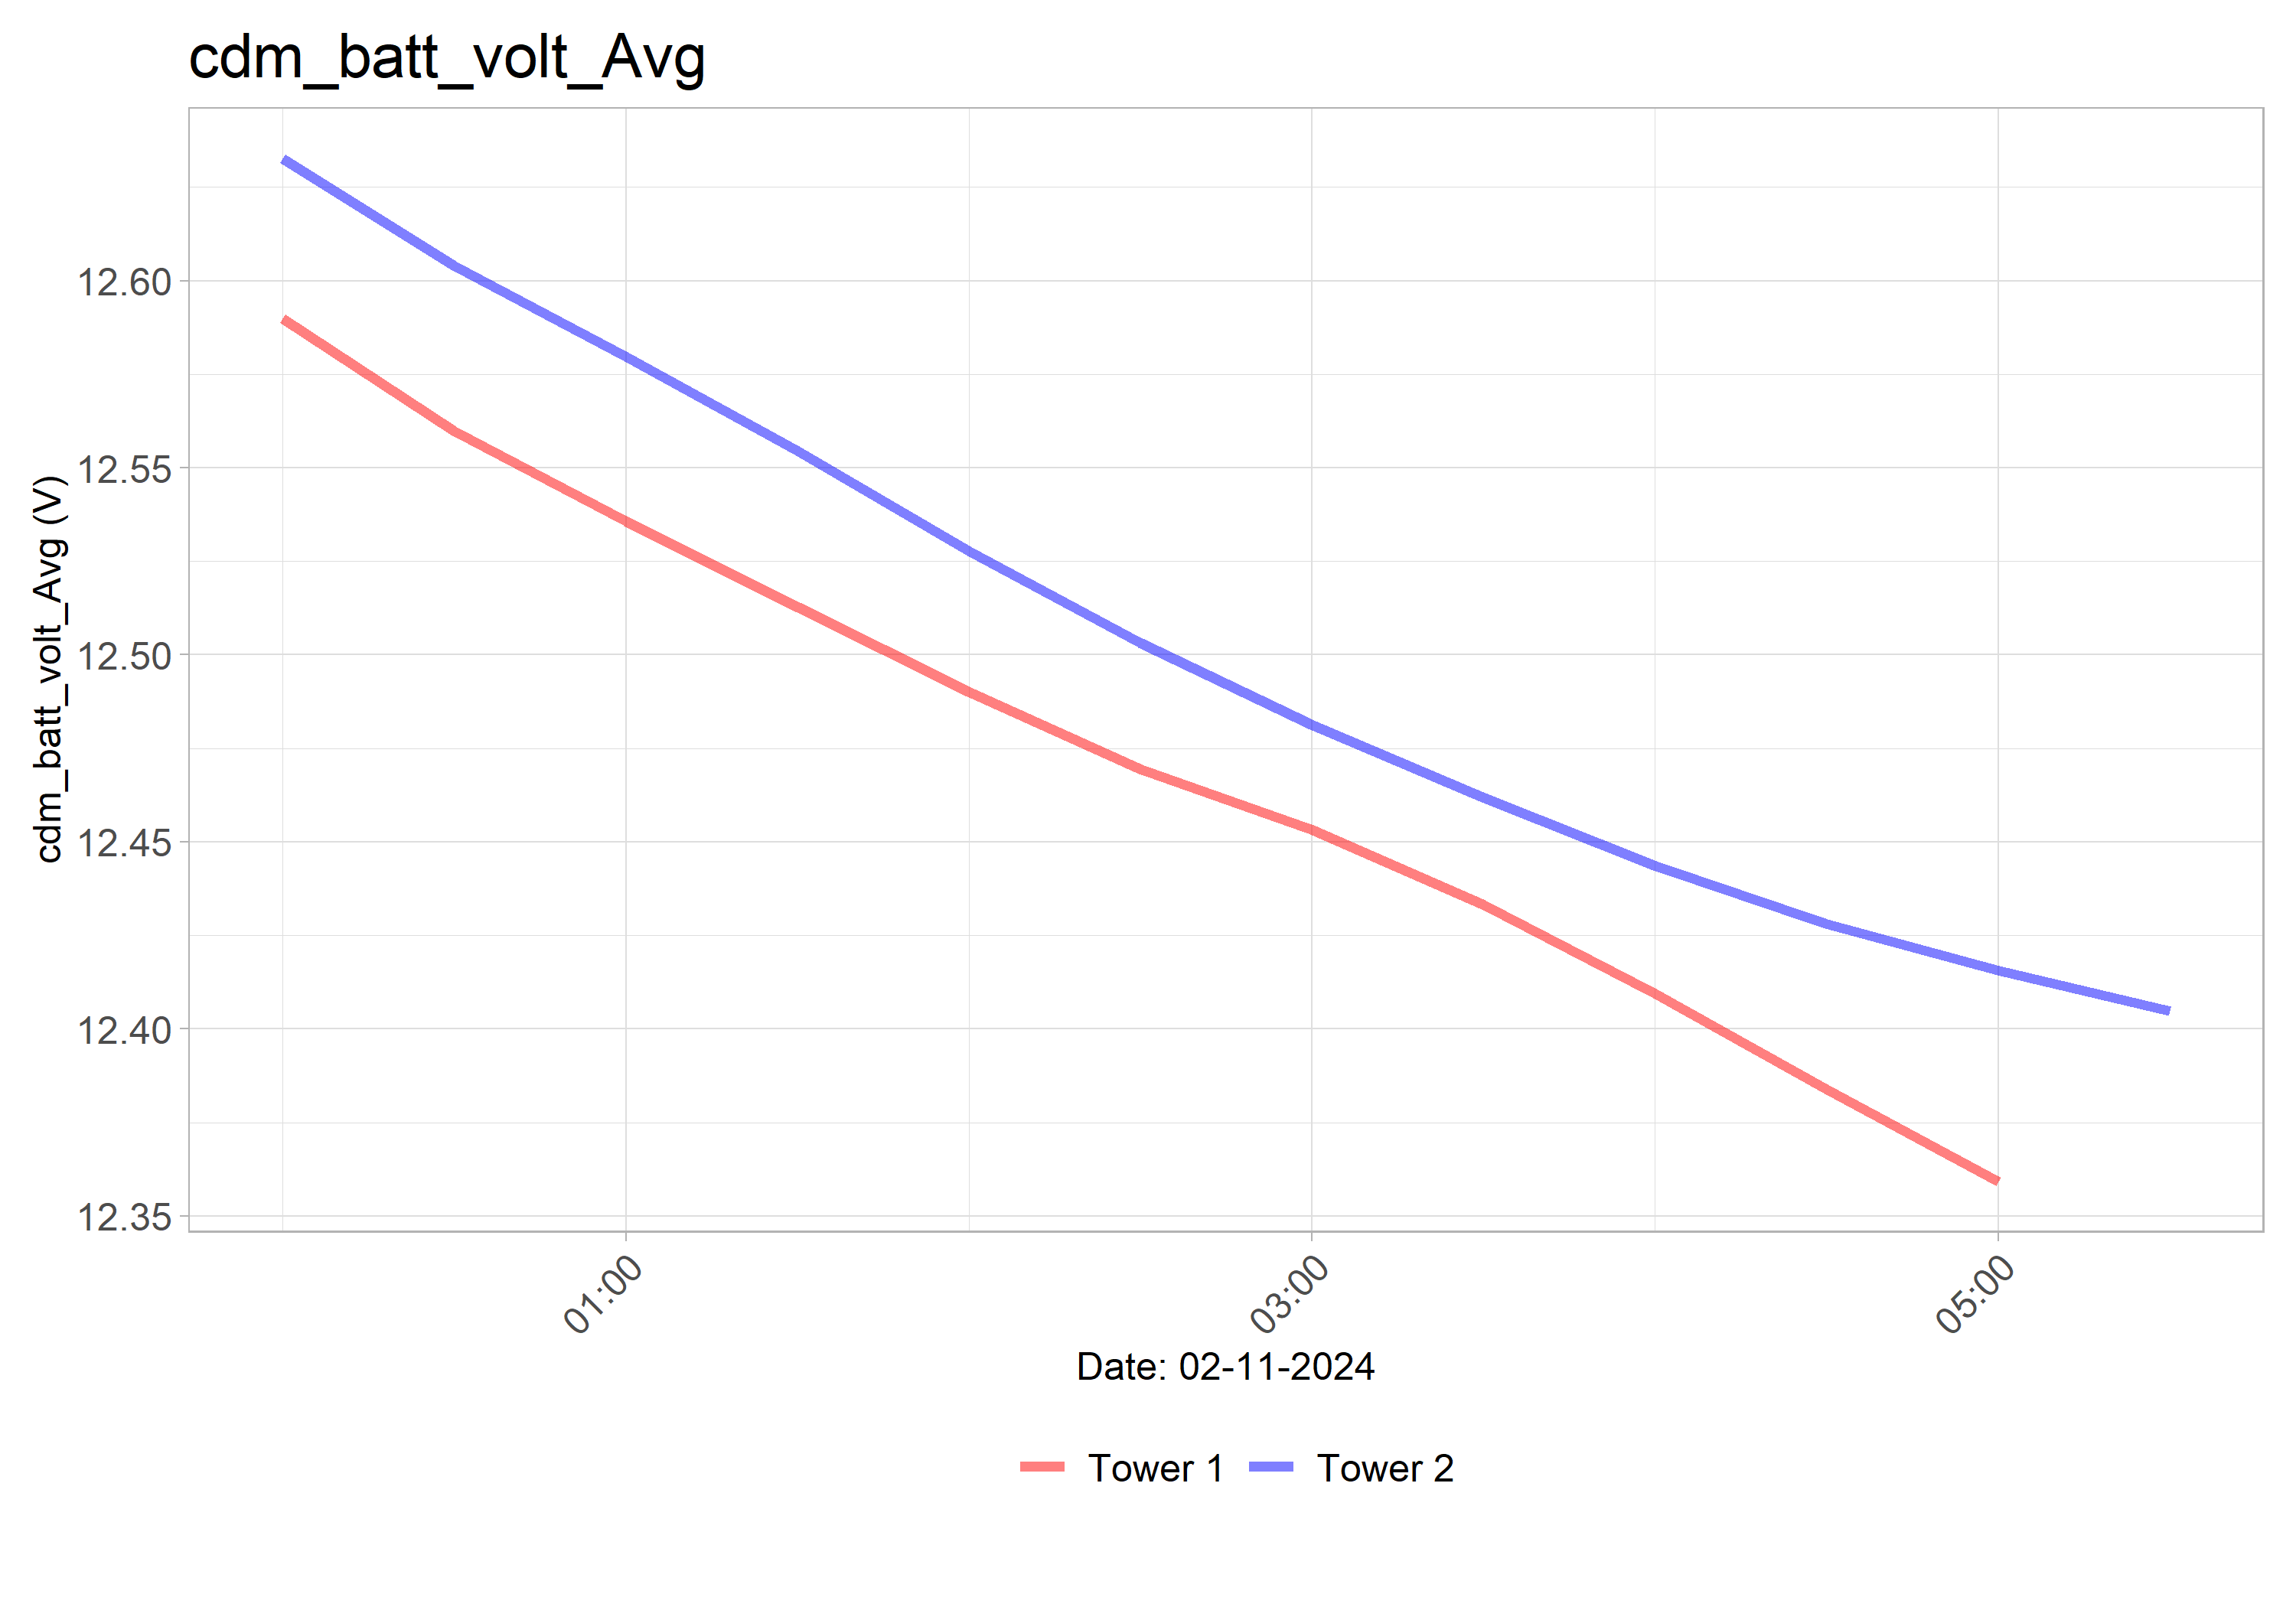 cdm_batt_volt_Avg
cdm_batt_volt_Avg (V)
12.60
12.55
12.50
12.45
12.40
12.35
01:00
03:00
05:00
Date: 02-11-2024
Tower 1
Tower 2